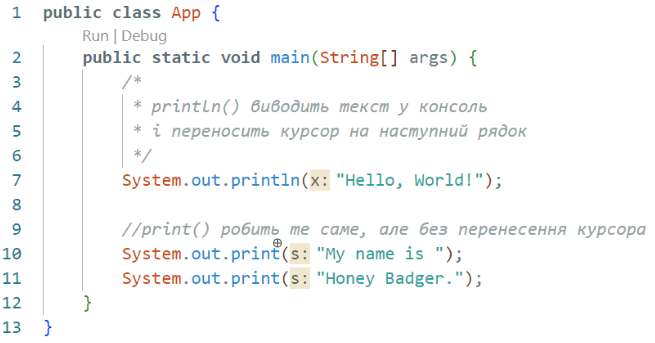 1 public class App {
Run | Debug
2 public static void main(String[] args) {
3 /*
4 * println() виводить текст у консоль
5 * і переносить курсор на наступний рядок
6 */
7 System.out.println(x: "Hello, World!");
8
9 //print() робить те саме, але без перенесення курсора
10 System.out.print(s: "My name is ");
11 System.out.print(s: "Honey Badger.");
12 }
13 }